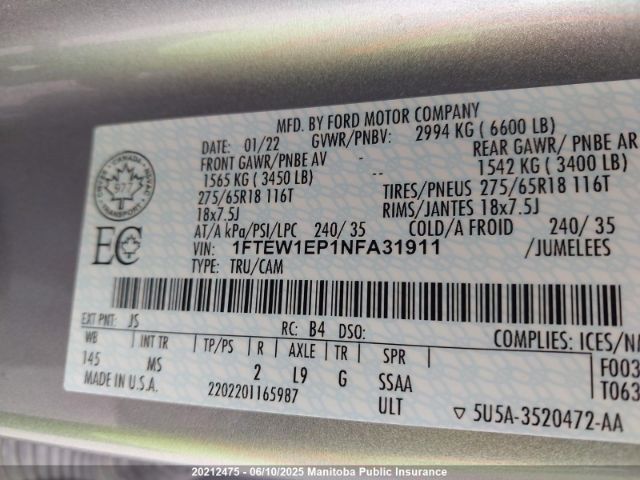 MFD. BY FORD MOTOR COMPANY
DATE: 01/22 GVWR/PNBV: 2994 KG ( 6600 LB)
FRONT GAWR/PNBE AV -- REAR GAWR/ PNBE AR
1565 KG ( 3450 LB) 1542 KG ( 3400 LB)
275/65R18 116T TIRES/PNEUS 275/65R18 116T
18x7.5J RIMS/JANTES 18x7.5J
AT/A kPa/PSI/LPC 240/ 35 COLD/A FROID 240/ 35
VIN: 1FTEW1EP1NFA31911 /JUMELEES
TYPE: TRU/CAM
CANADA
977
TRANSPORT
EC
EXT PNT: JS RC: B4 DSO: COMPLIES: ICES/N
WB INT TR TP/PS R AXLE TR SPR F003
145 MS 2 L9 G SSAA T063
MADE IN U.S.A. 2202201165987 ULT ▽ 5U5A-3520472-AA
20212475 -- 06/10/2025 Manitoba Public Insurance